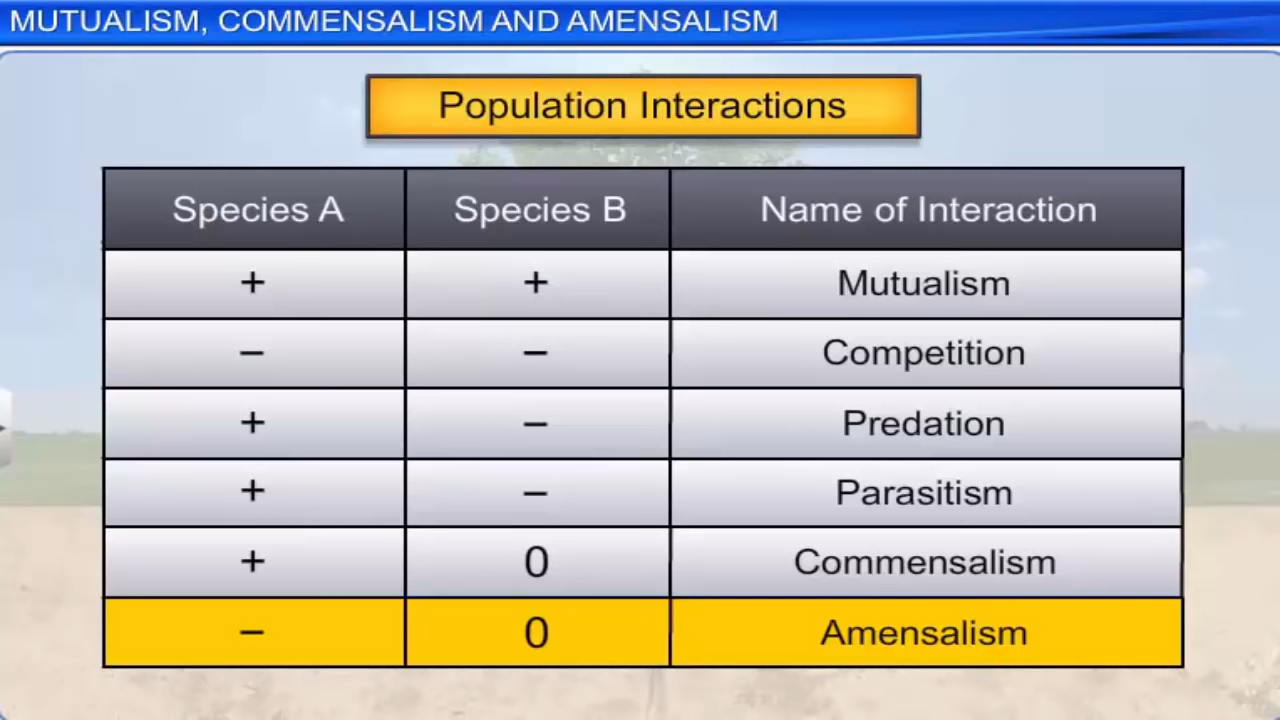 MUTUALISM, COMMENSALISM AND AMENSALISM
Population Interactions
Species A Species B Name of Interaction
+ + Mutualism
– – Competition
+ – Predation
+ – Parasitism
+ 0 Commensalism
– 0 Amensalism